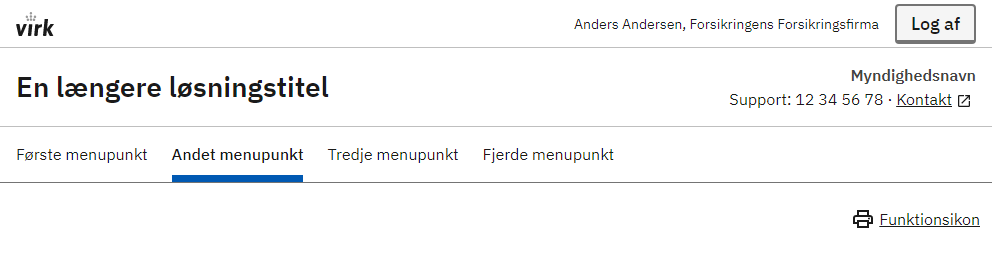 virk
Anders Andersen, Forsikringens Forsikringsfirma
Log af
En længere løsningstitel
Myndighedsnavn
Support: 12 34 56 78 · Kontakt
Første menupunkt
Andet menupunkt
Tredje menupunkt
Fjerde menupunkt
Funktionsikon